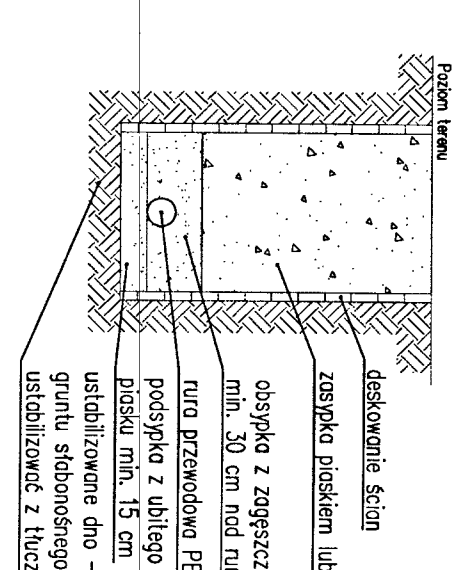 Poziom terenu
deskowanie ścian
zasypka piaskiem lub
obsypka z zagęszcz
min. 30 cm nad rur
rura przewodowa PE
podsypka z ubitego
piasku min. 15 cm
ustabilizowane dno –
gruntu słabonośnego
ustabilizować z tłucz